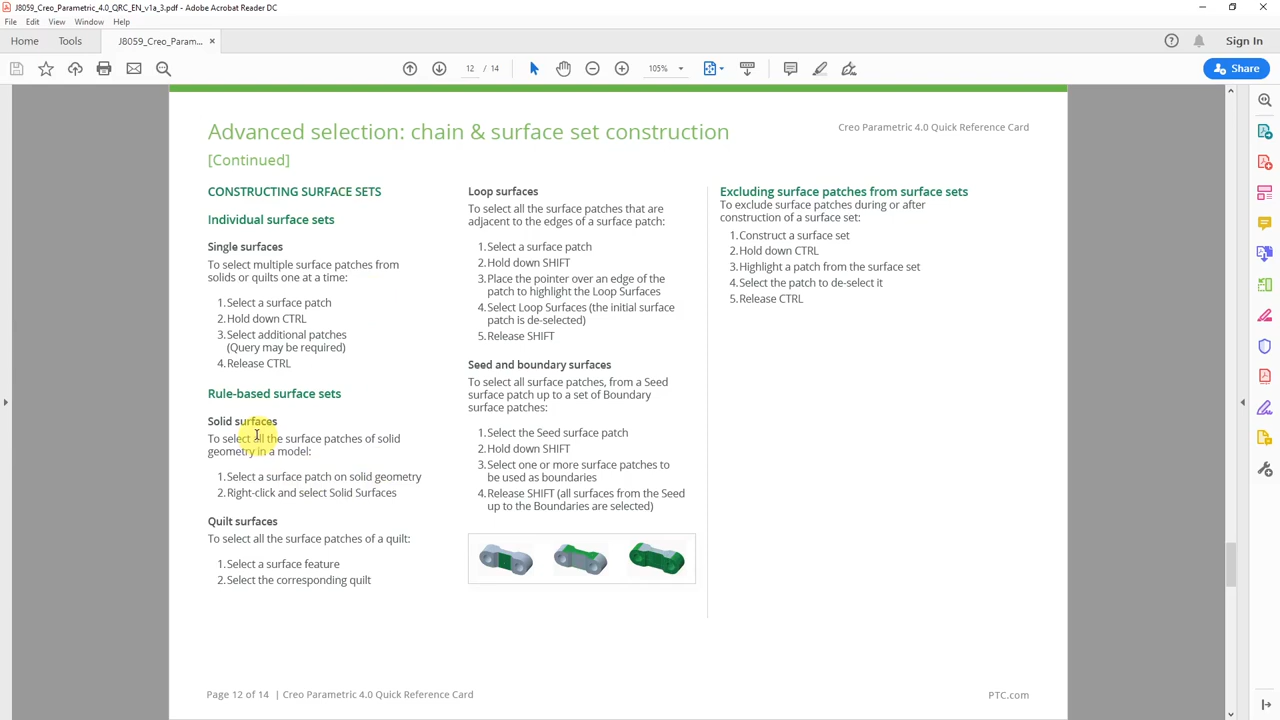 J8059_Creo_Parametric_4.0_QRC_EN_v1a_3.pdf - Adobe Acrobat Reader DC
File Edit View Window Help
Home Tools J8059_Creo_Param... ×
Sign In
12 / 14
105%
Share
Advanced selection: chain & surface set construction
Creo Parametric 4.0 Quick Reference Card
[Continued]
CONSTRUCTING SURFACE SETS
Individual surface sets
Single surfaces
To select multiple surface patches from
solids or quilts one at a time:
1.Select a surface patch
2.Hold down CTRL
3.Select additional patches
(Query may be required)
4.Release CTRL
Rule-based surface sets
Solid surfaces
To select all the surface patches of solid
geometry in a model:
1.Select a surface patch on solid geometry
2.Right-click and select Solid Surfaces
Quilt surfaces
To select all the surface patches of a quilt:
1.Select a surface feature
2.Select the corresponding quilt
Loop surfaces
To select all the surface patches that are
adjacent to the edges of a surface patch:
1.Select a surface patch
2.Hold down SHIFT
3.Place the pointer over an edge of the
patch to highlight the Loop Surfaces
4.Select Loop Surfaces (the initial surface
patch is de-selected)
5.Release SHIFT
Seed and boundary surfaces
To select all surface patches, from a Seed
surface patch up to a set of Boundary
surface patches:
1.Select the Seed surface patch
2.Hold down SHIFT
3.Select one or more surface patches to
be used as boundaries
4.Release SHIFT (all surfaces from the Seed
up to the Boundaries are selected)
Excluding surface patches from surface sets
To exclude surface patches during or after
construction of a surface set:
1.Construct a surface set
2.Hold down CTRL
3.Highlight a patch from the surface set
4.Select the patch to de-select it
5.Release CTRL
Page 12 of 14 | Creo Parametric 4.0 Quick Reference Card
PTC.com